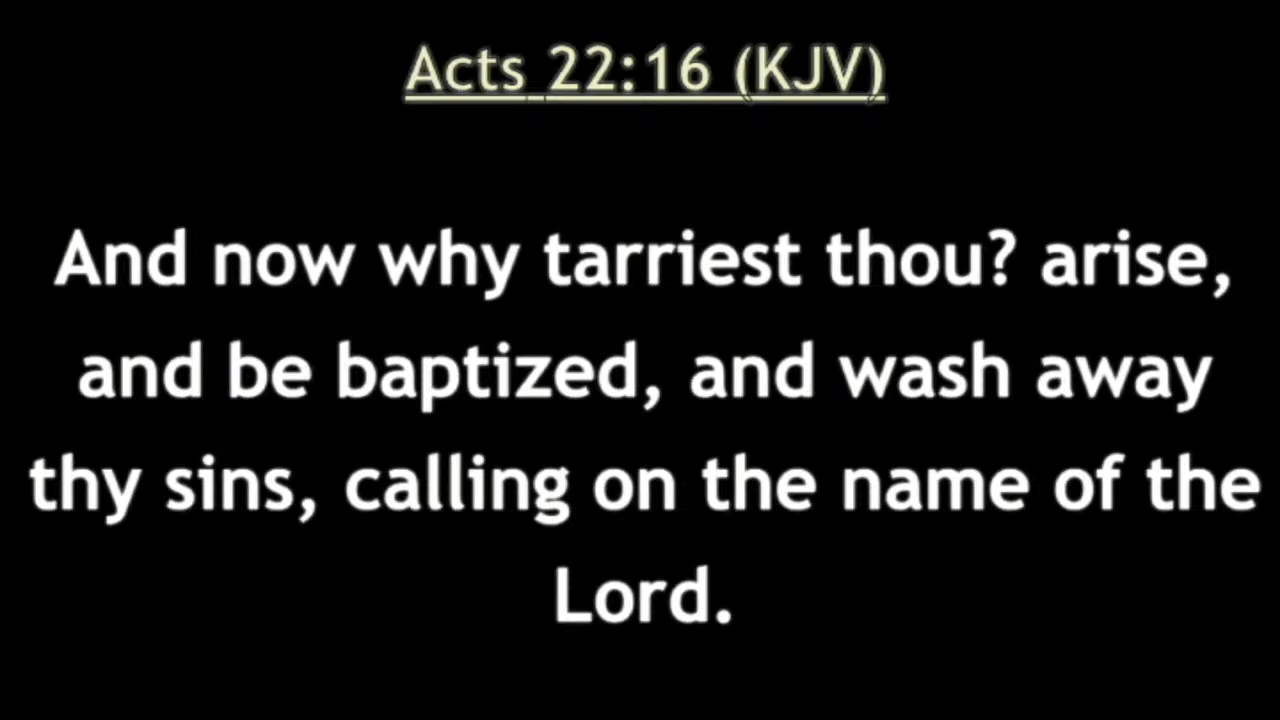 Acts 22:16 (KJV)
And now why tarriest thou? arise,
and be baptized, and wash away
thy sins, calling on the name of the
Lord.